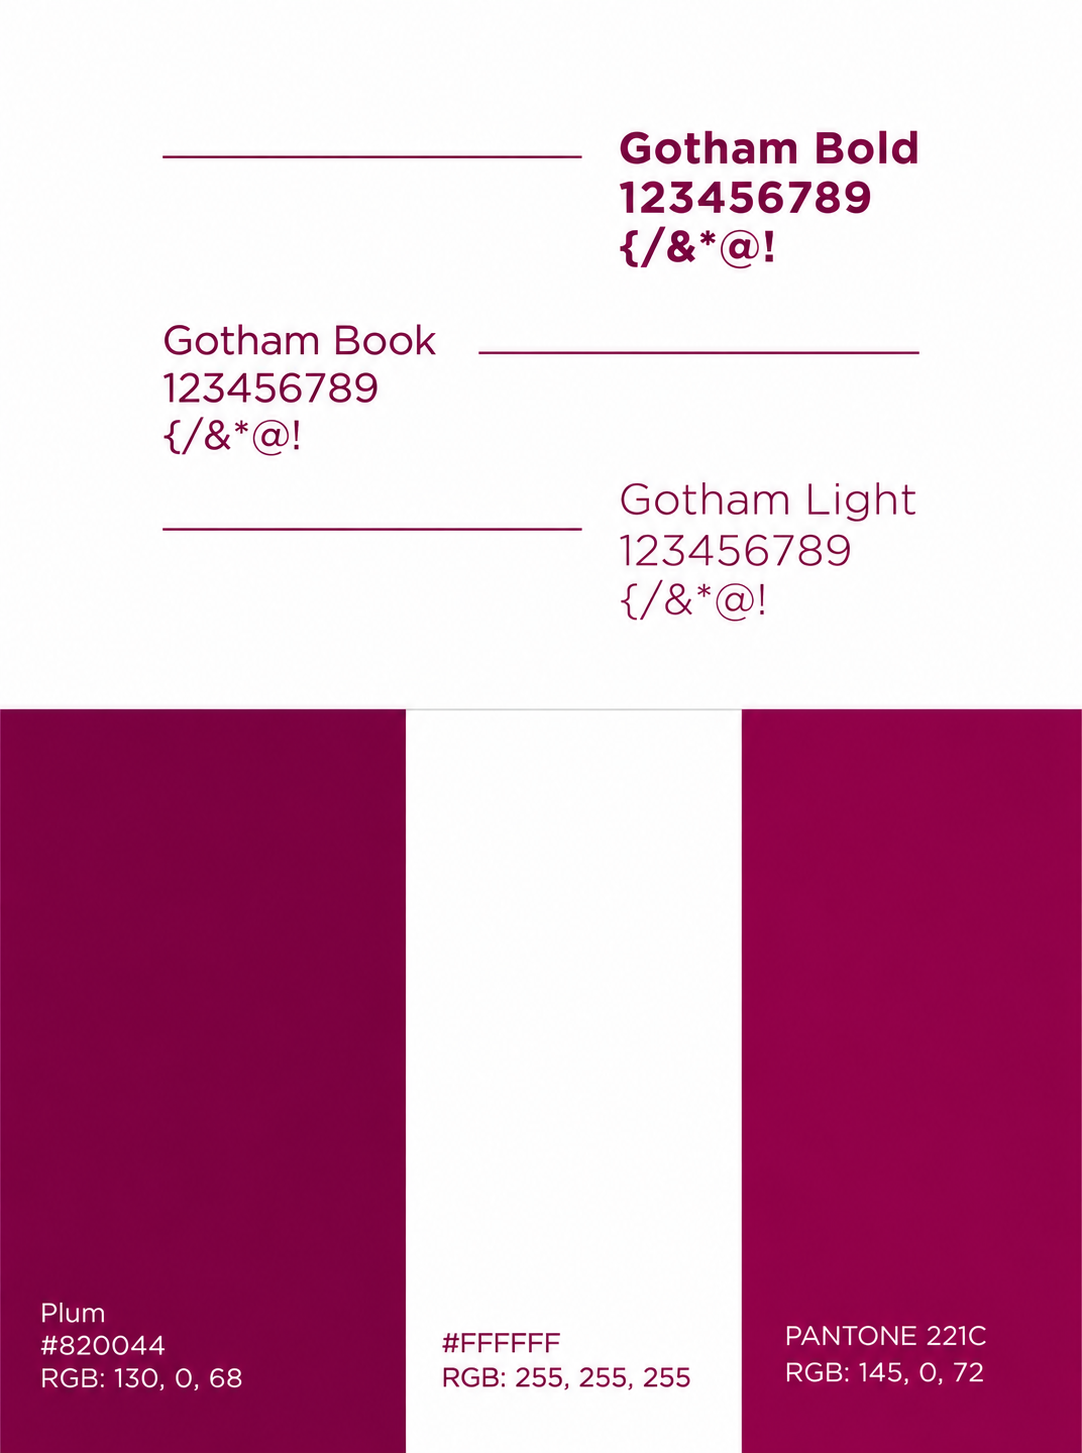 Gotham Bold
123456789
{/&*@!
Gotham Book
123456789
{/&*@!
Gotham Light
123456789
{/&*@!
Plum
#820044
RGB: 130, 0, 68
#FFFFFF
RGB: 255, 255, 255
PANTONE 221C
RGB: 145, 0, 72